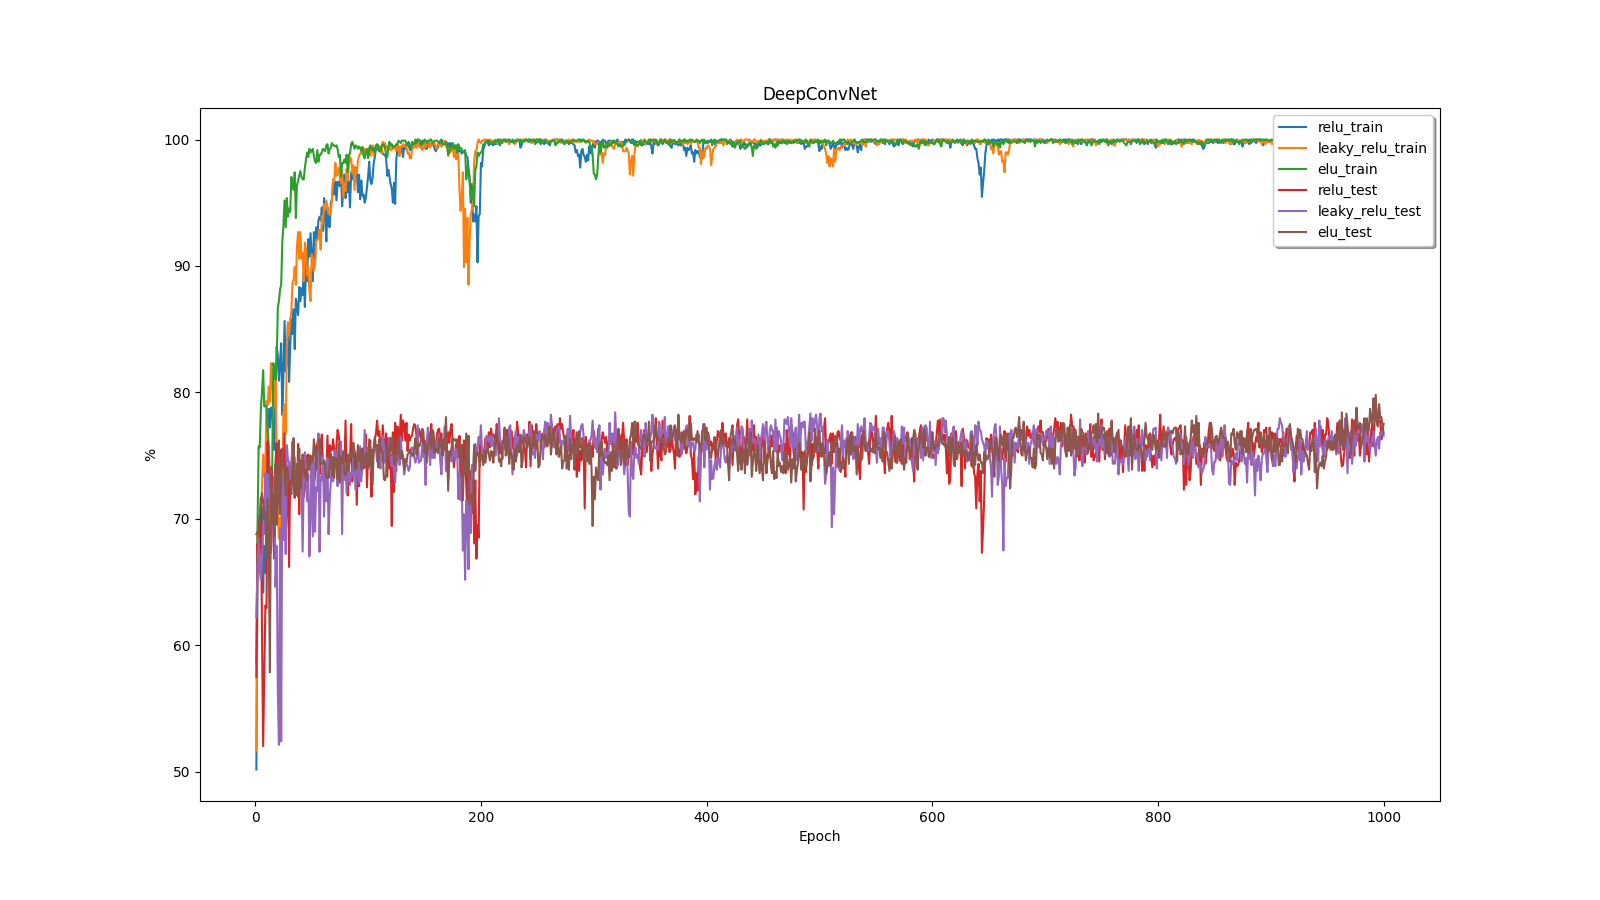 DeepConvNet
100
90
80
70
60
50
%
0 200 400 600 800 1000
Epoch
relu_train
leaky_relu_train
elu_train
relu_test
leaky_relu_test
elu_test